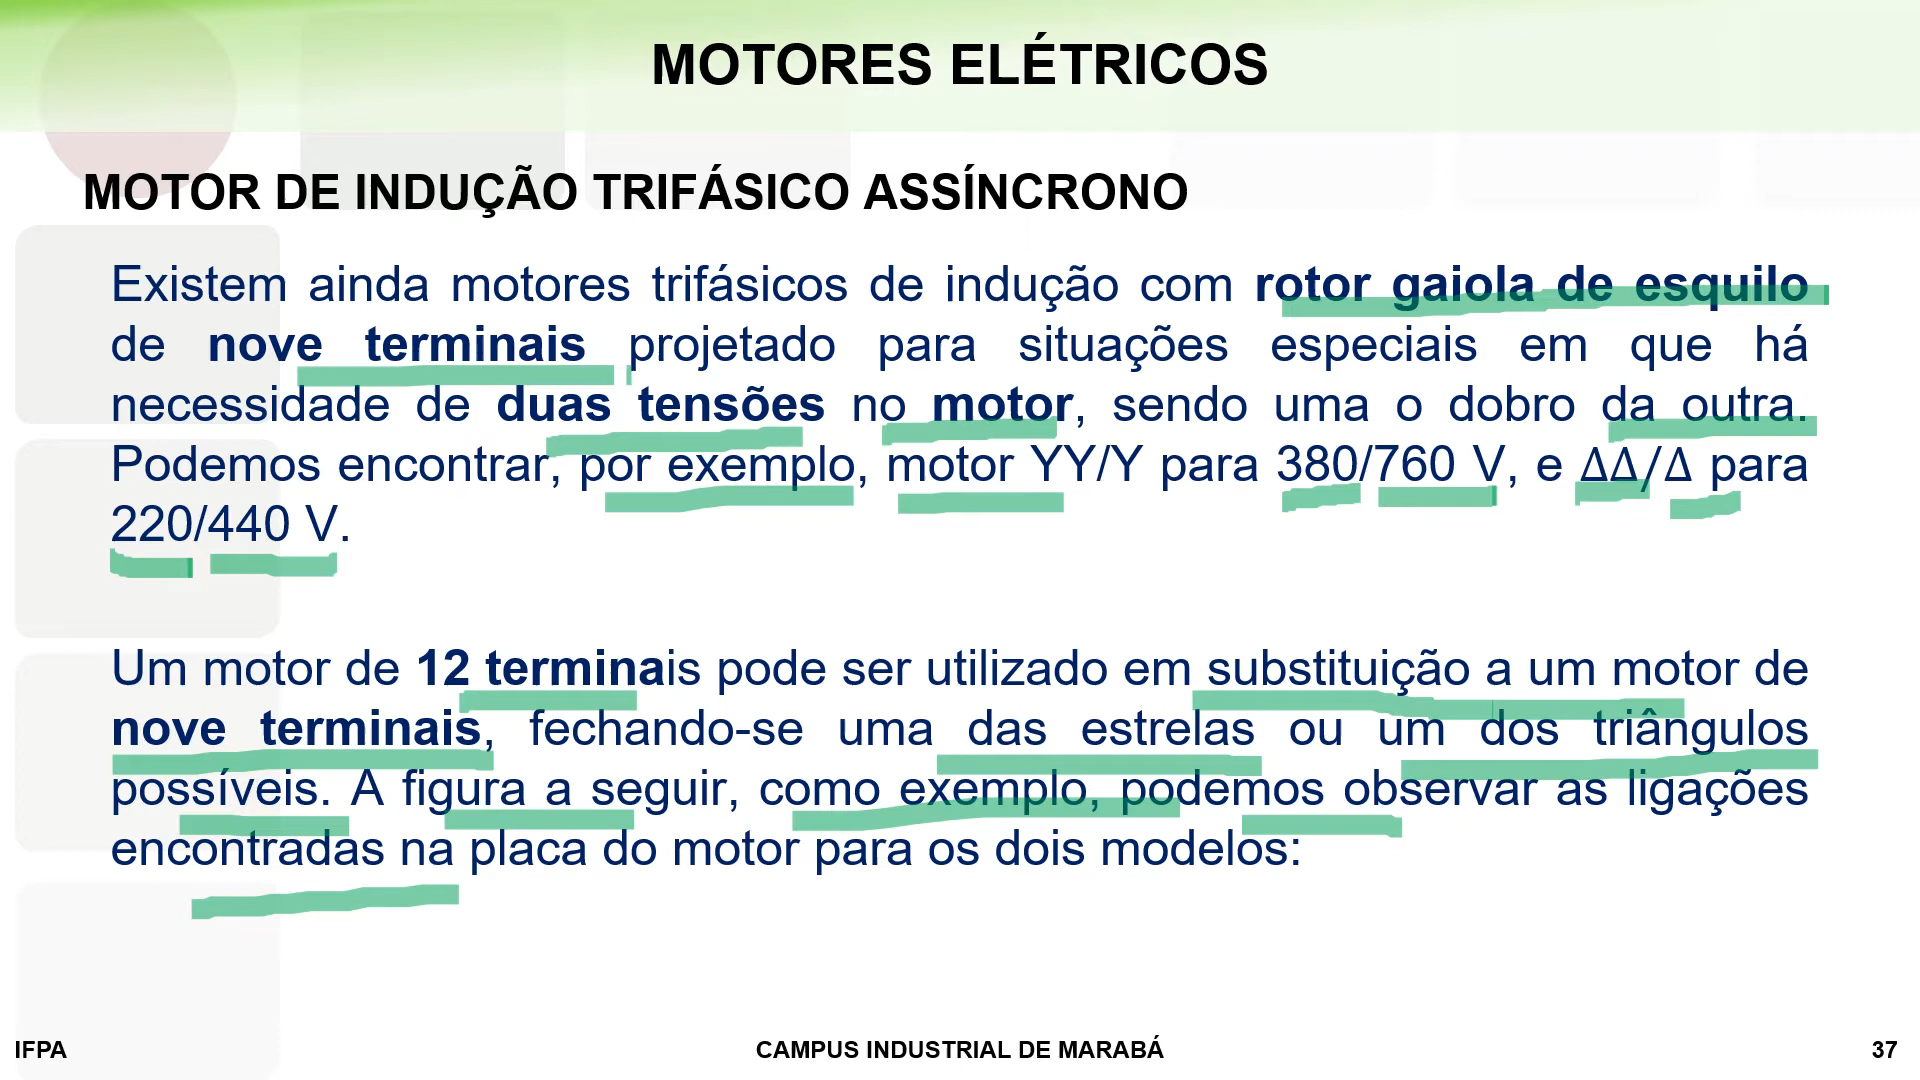 MOTORES ELÉTRICOS
MOTOR DE INDUÇÃO TRIFÁSICO ASSÍNCRONO
Existem ainda motores trifásicos de indução com rotor gaiola de esquilo
de nove terminais projetado para situações especiais em que há
necessidade de duas tensões no motor, sendo uma o dobro da outra.
Podemos encontrar, por exemplo, motor YY/Y para 380/760 V, e ΔΔ/Δ para
220/440 V.
Um motor de 12 terminais pode ser utilizado em substituição a um motor de
nove terminais, fechando-se uma das estrelas ou um dos triângulos
possíveis. A figura a seguir, como exemplo, podemos observar as ligações
encontradas na placa do motor para os dois modelos:
IFPA
CAMPUS INDUSTRIAL DE MARABÁ
37